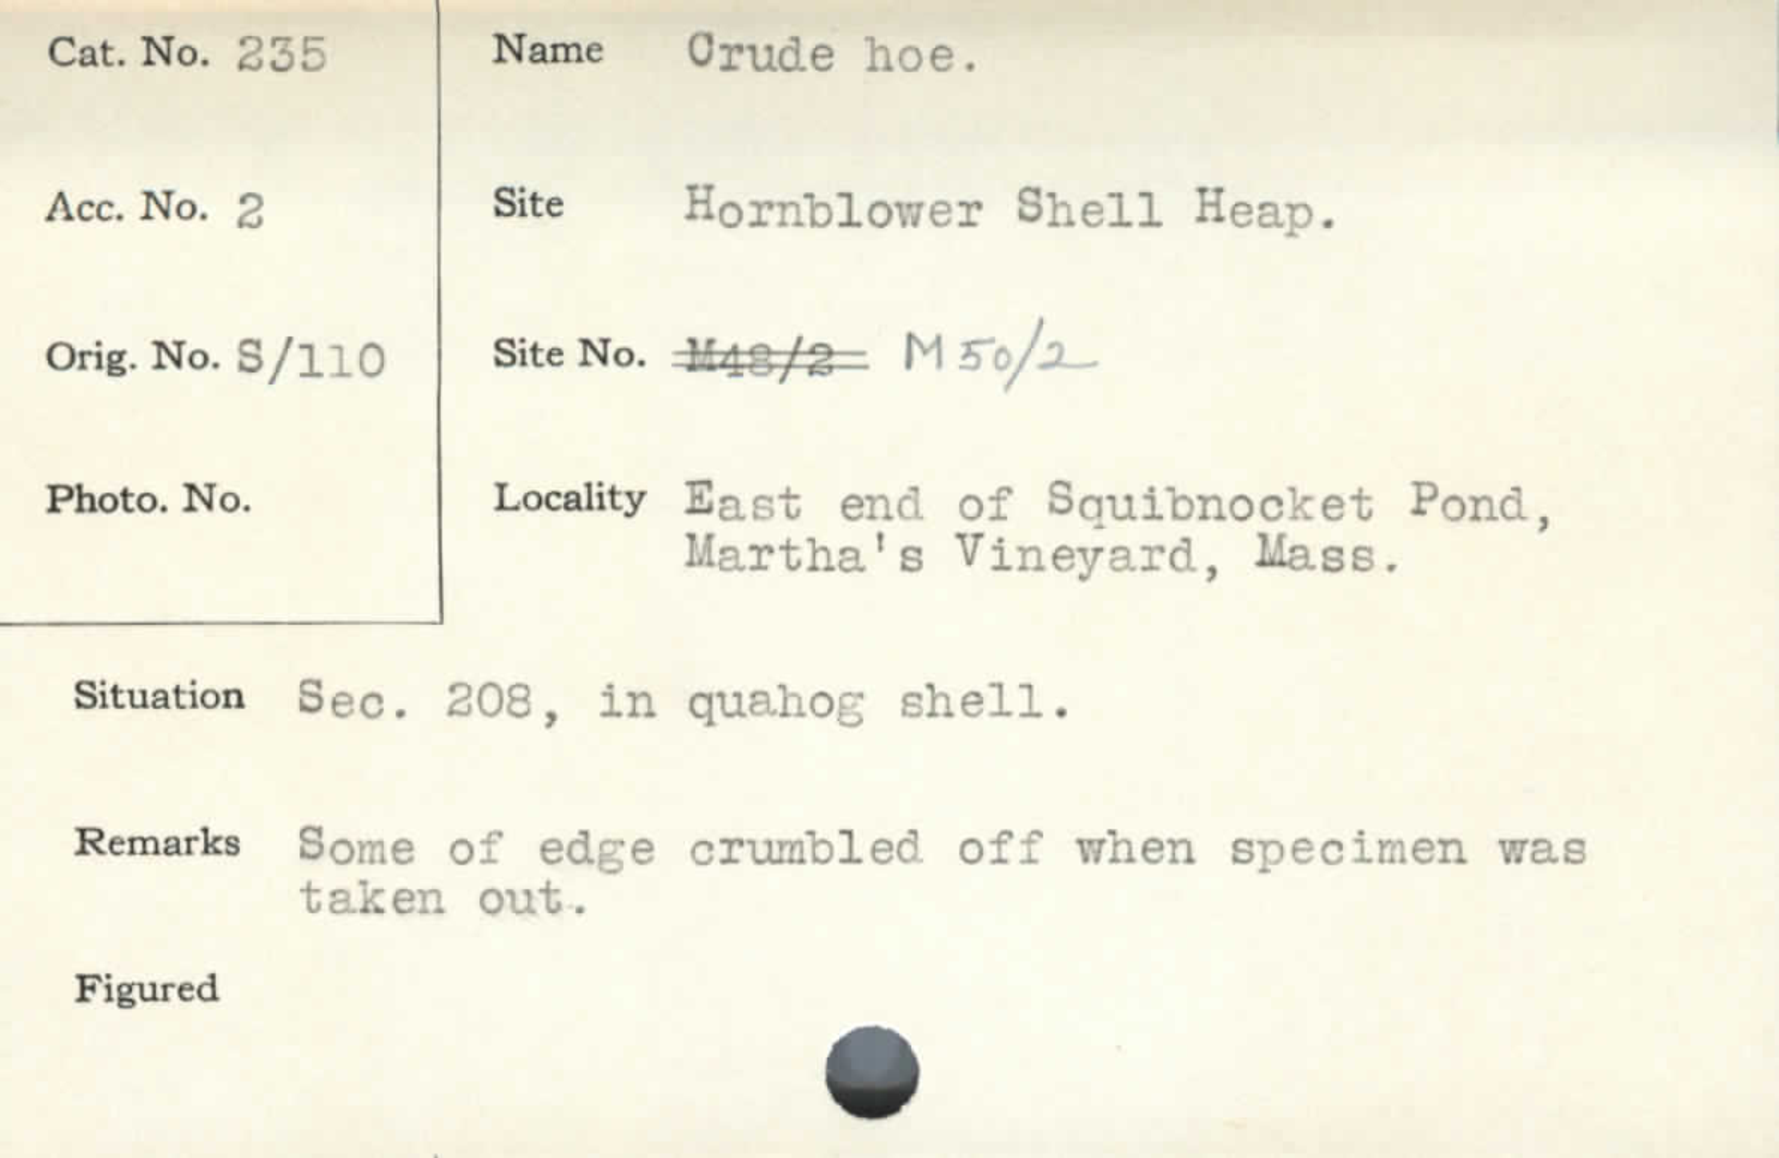 Cat. No. 235
Name Crude hoe.
Acc. No. 2
Site Hornblower Shell Heap.
Orig. No. S/110
Site No. M48/2 M50/2
Photo. No.
Locality East end of Squibnocket Pond,
Martha's Vineyard, Mass.
Situation Sec. 208, in quahog shell.
Remarks Some of edge crumbled off when specimen was
taken out.
Figured